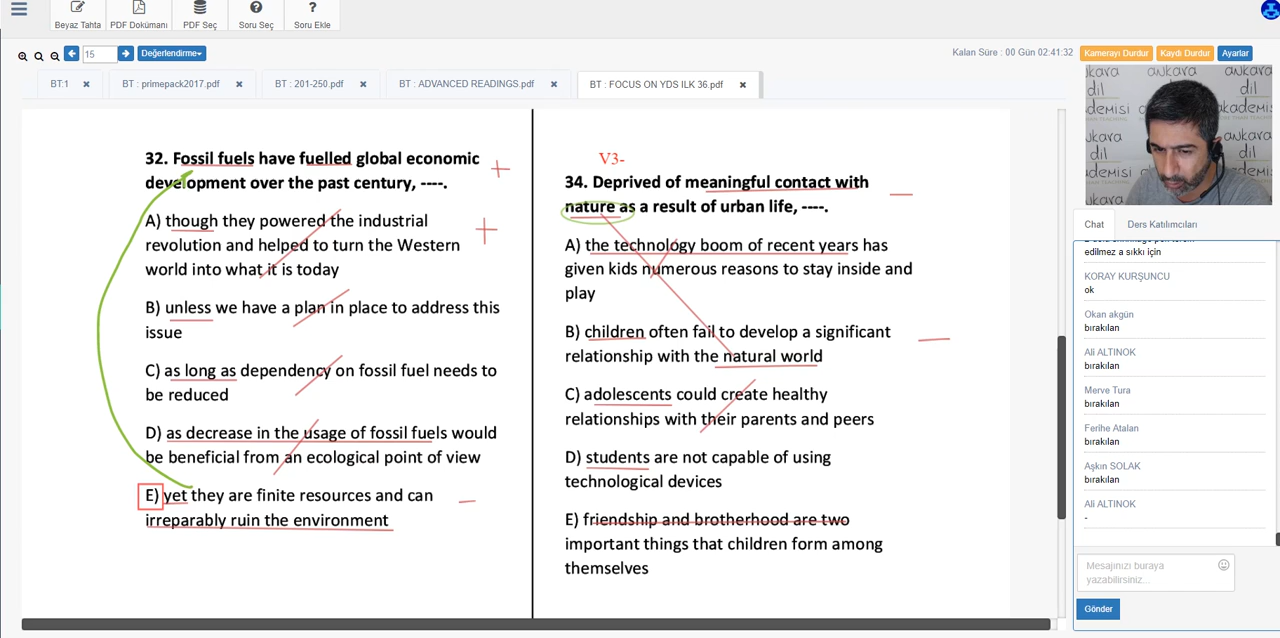 Beyaz Tahta
PDF Dokümanı
PDF Seç
Soru Seç
Soru Ekle
15
Değerlendirme
Kalan Süre : 00 Gün 02:41:32
Kamerayı Durdur
Kaydı Durdur
Ayarlar
BT:1
BT : primepack2017.pdf
BT : 201-250.pdf
BT : ADVANCED READINGS.pdf
BT : FOCUS ON YDS ILK 36.pdf
32. Fossil fuels have fuelled global economic
development over the past century, ----.
A) though they powered the industrial
revolution and helped to turn the Western
world into what it is today
B) unless we have a plan in place to address this
issue
C) as long as dependency on fossil fuel needs to
be reduced
D) as decrease in the usage of fossil fuels would
be beneficial from an ecological point of view
E) yet they are finite resources and can
irreparably ruin the environment
V3-
34. Deprived of meaningful contact with
nature as a result of urban life, ----.
A) the technology boom of recent years has
given kids numerous reasons to stay inside and
play
B) children often fail to develop a significant
relationship with the natural world
C) adolescents could create healthy
relationships with their parents and peers
D) students are not capable of using
technological devices
E) friendship and brotherhood are two
important things that children form among
themselves
ankara
dil
akademisi
Chat
Ders Katılımcıları
edilmez a sıkkı için
KORAY KURŞUNCU
ok
Okan akgün
bırakılan
Ali ALTINOK
bırakılan
Merve Tura
bırakılan
Ferihe Atalan
bırakılan
Aşkın SOLAK
bırakılan
Ali ALTINOK
-
Mesajınızı buraya
yazabilirsiniz...
Gönder